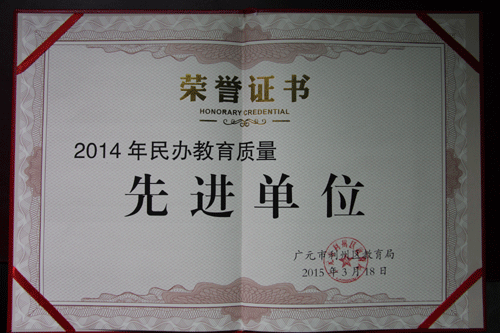 荣誉证书
HONORARY CREDENTIAL
2014年民办教育质量
先进单位
广元市利州区教育局
2015年3月18日